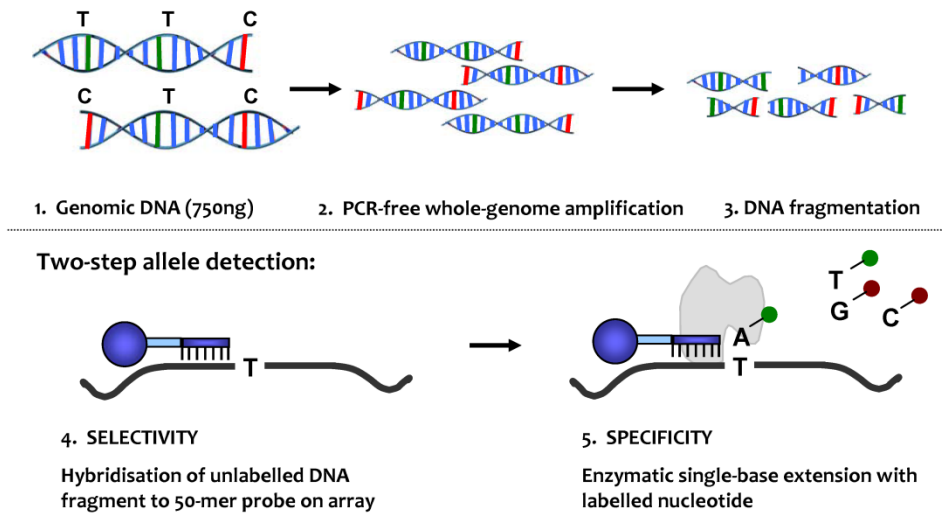 T T C
C T C
1. Genomic DNA (750ng)
2. PCR-free whole-genome amplification
3. DNA fragmentation
Two-step allele detection:
T
A
T
T
G
C
4. SELECTIVITY
Hybridisation of unlabelled DNA
fragment to 50-mer probe on array
5. SPECIFICITY
Enzymatic single-base extension with
labelled nucleotide